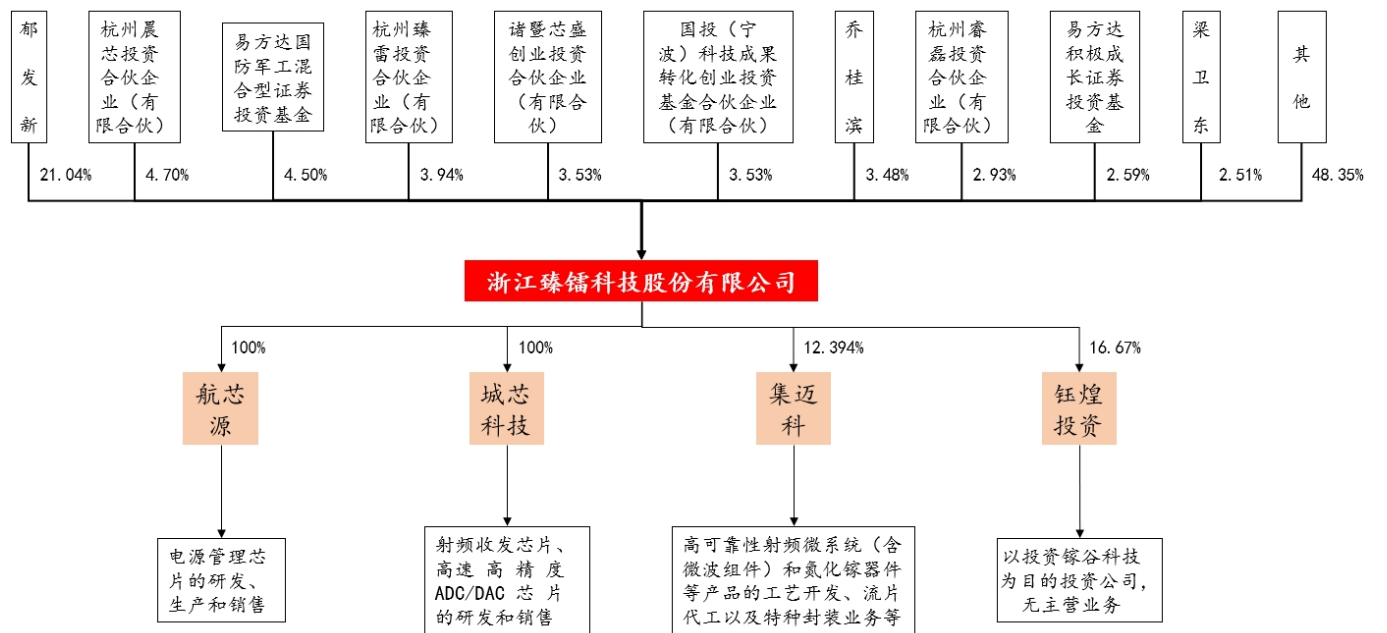 郁
发
新
杭州晨
芯投资
合伙企
业（有
限合伙）
易方达国
防军工混
合型证券
投资基金
杭州臻
雷投资
合伙企
业（有
限合伙）
诸暨芯盛
创业投资
合伙企业
（有限合
伙）
国投（宁
波）科技成果
转化创业投资
基金合伙企业
（有限合伙）
乔
桂
滨
杭州睿
磊投资
合伙企
业（有
限合伙）
易方达
积极成
长证券
投资基
金
梁
卫
东
其
他
21.04%
4.70%
4.50%
3.94%
3.53%
3.53%
3.48%
2.93%
2.59%
2.51%
48.35%
浙江臻镭科技股份有限公司
100%
100%
12.394%
16.67%
航芯
源
城芯
科技
集迈
科
钰煌
投资
电源管理芯
片的研发、
生产和销售
射频收发芯片、
高速高精度
ADC/DAC芯片
的研发和销售
高可靠性射频微系统（含
微波组件）和氮化镓器件
等产品的工艺开发、流片
代工以及特种封装业务等
以投资镓谷科技
为目的投资公司，
无主营业务